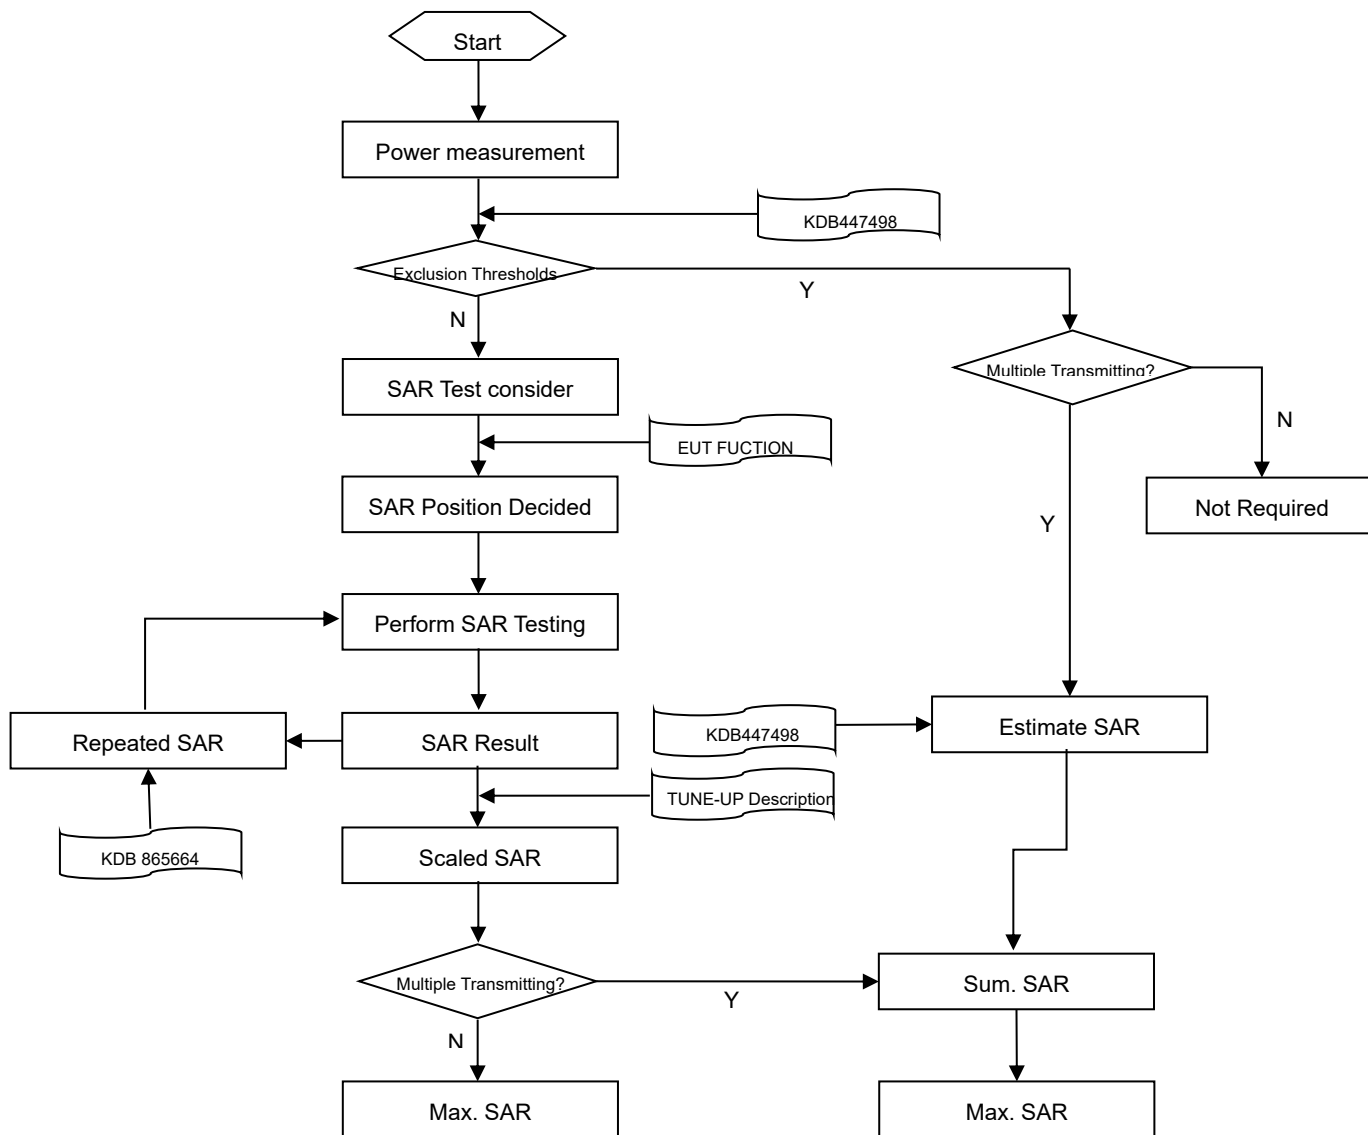 Start
Power measurement
KDB447498
Exclusion Thresholds
Y
N
Multiple Transmitting?
SAR Test consider
N
EUT FUCTION
SAR Position Decided
Not Required
Y
Perform SAR Testing
Repeated SAR
SAR Result
KDB447498
Estimate SAR
TUNE-UP Description
KDB 865664
Scaled SAR
Multiple Transmitting?
Y
Sum. SAR
N
Max. SAR
Max. SAR